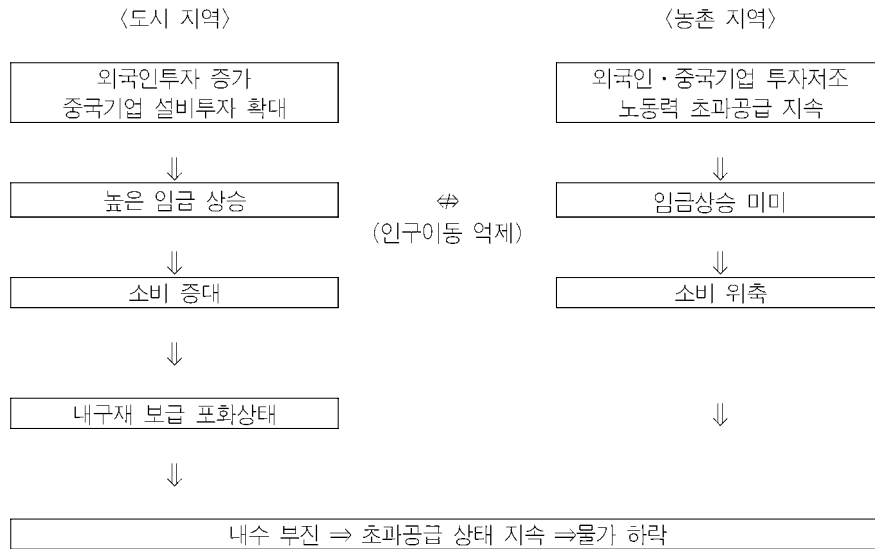 〈도시 지역〉 〈농촌 지역〉
외국인투자 증가
중국기업 설비투자 확대
외국인·중국기업 투자저조
노동력 초과공급 지속
⇓ ⇓
높은 임금 상승 ⇎ 임금상승 미미
(인구이동 억제)
⇓ ⇓
소비 증대 소비 위축
⇓
내구재 보급 포화상태 ⇓
⇓
내수 부진 ⇒ 초과공급 상태 지속 ⇒물가 하락